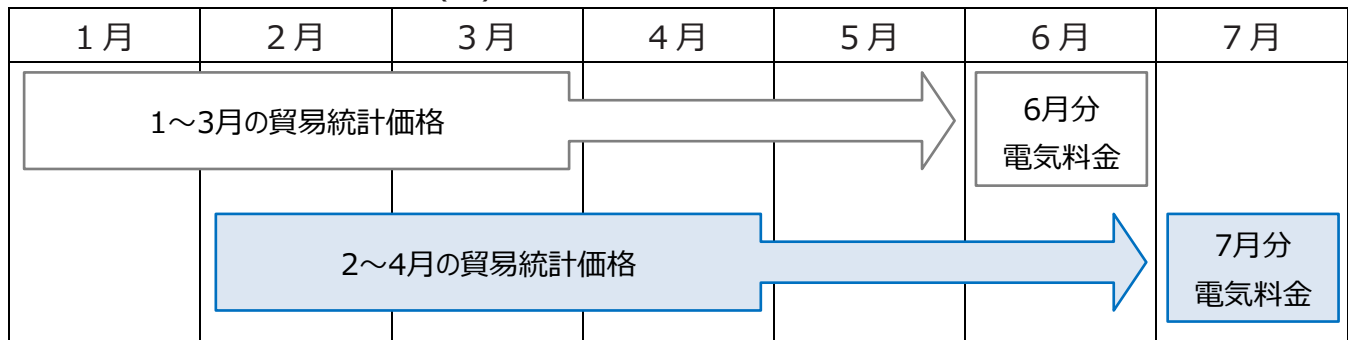 1月 2月 3月 4月 5月 6月 7月
1～3月の貿易統計価格
6月分
電気料金
2～4月の貿易統計価格
7月分
電気料金